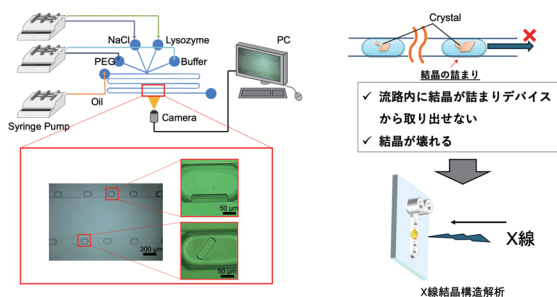 NaCl
Lysozyme
PEG
Buffer
Oil
Syringe Pump
Camera
PC
300 µm
50 µm
50 µm
Crystal
結晶の詰まり
✓ 流路内に結晶が詰まりデバイス
から取り出せない
✓ 結晶が壊れる
X線
X線結晶構造解析